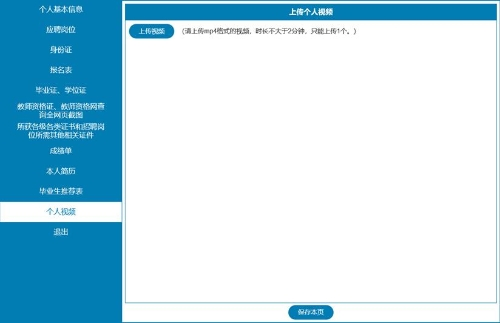 个人基本信息
应聘岗位
身份证
报名表
毕业证、学位证
教师资格证、教师资格网查
询全网页截图
所获各级各类证书和招聘岗
位所需其他相关证件
成绩单
本人简历
毕业生推荐表
个人视频
退出
上传个人视频
上传视频
(请上传mp4格式的视频，时长不大于2分钟，只能上传1个。)
保存本页